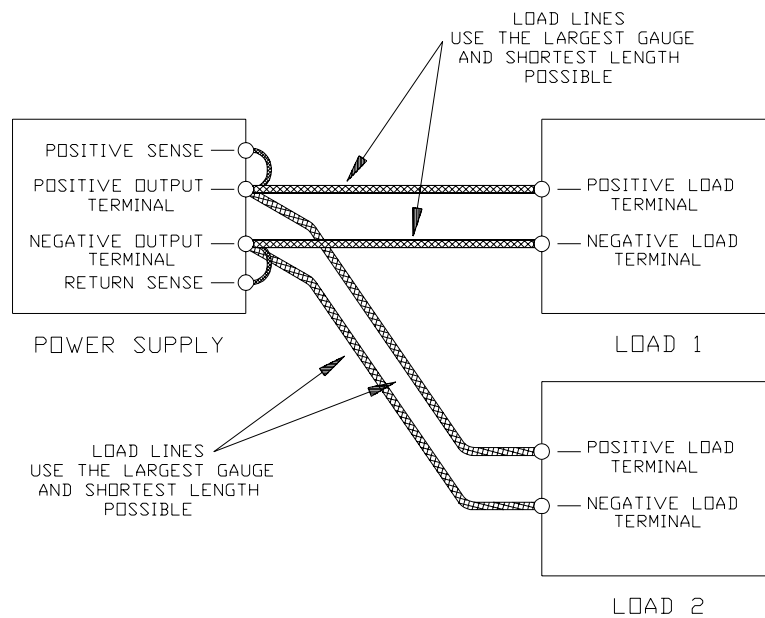 LOAD LINES
USE THE LARGEST GAUGE
AND SHORTEST LENGTH
POSSIBLE
POSITIVE SENSE
POSITIVE OUTPUT
TERMINAL
NEGATIVE OUTPUT
TERMINAL
RETURN SENSE
POWER SUPPLY
POSITIVE LOAD
TERMINAL
NEGATIVE LOAD
TERMINAL
LOAD 1
LOAD LINES
USE THE LARGEST GAUGE
AND SHORTEST LENGTH
POSSIBLE
POSITIVE LOAD
TERMINAL
NEGATIVE LOAD
TERMINAL
LOAD 2